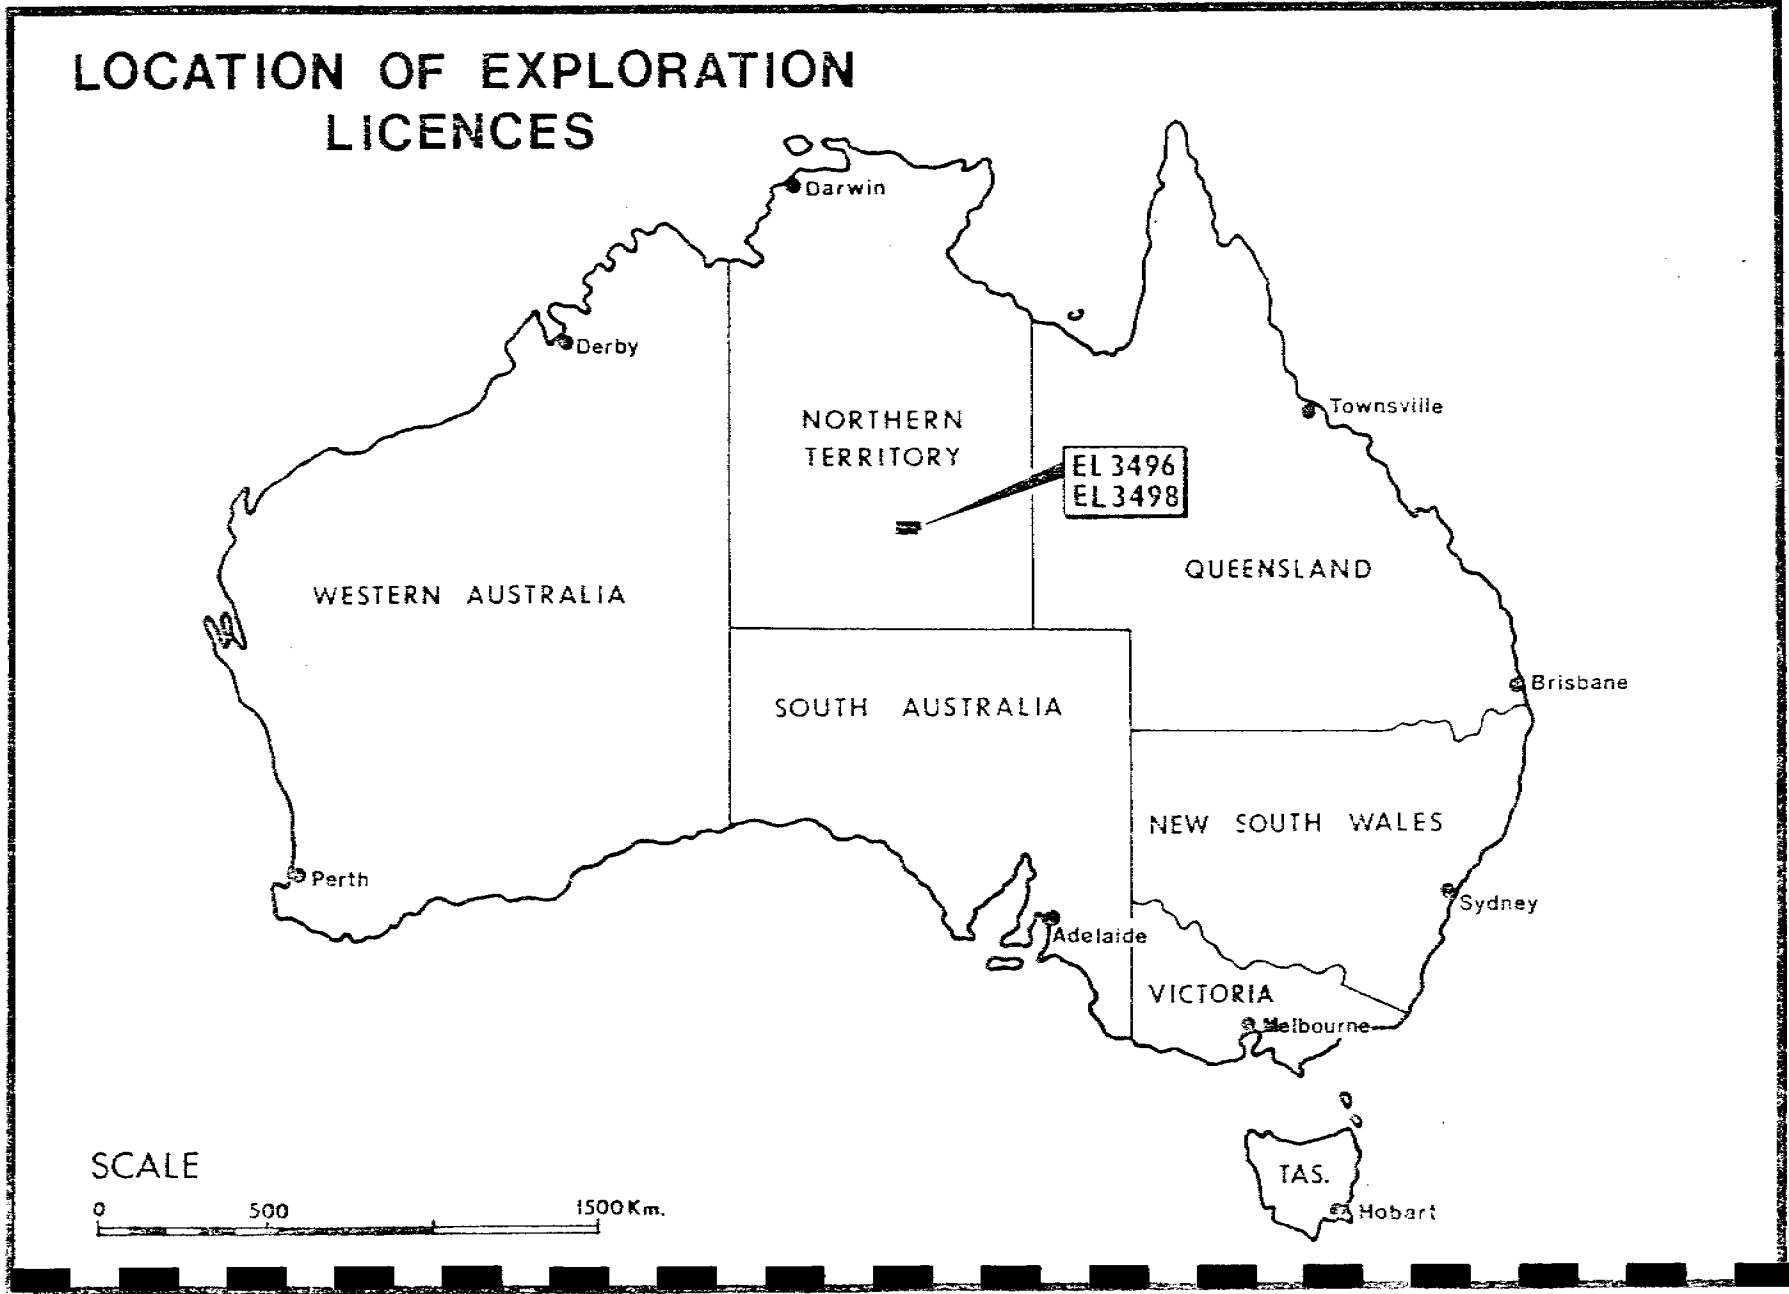 LOCATION OF EXPLORATION
LICENCES
Darwin
Derby
NORTHERN
TERRITORY
Townsville
EL 3496
EL 3498
QUEENSLAND
WESTERN AUSTRALIA
Brisbane
SOUTH AUSTRALIA
NEW SOUTH WALES
Perth
Sydney
Adelaide
VICTORIA
Melbourne
SCALE
TAS.
0 500 1500 Km.
Hobart